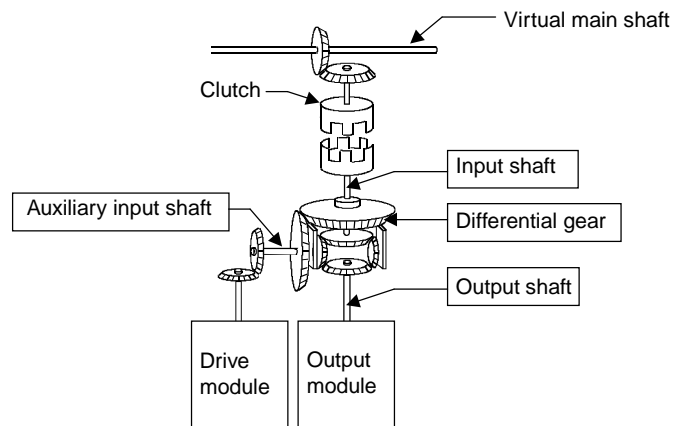 Virtual main shaft
Clutch
Input shaft
Auxiliary input shaft
Differential gear
Output shaft
Drive
module
Output
module